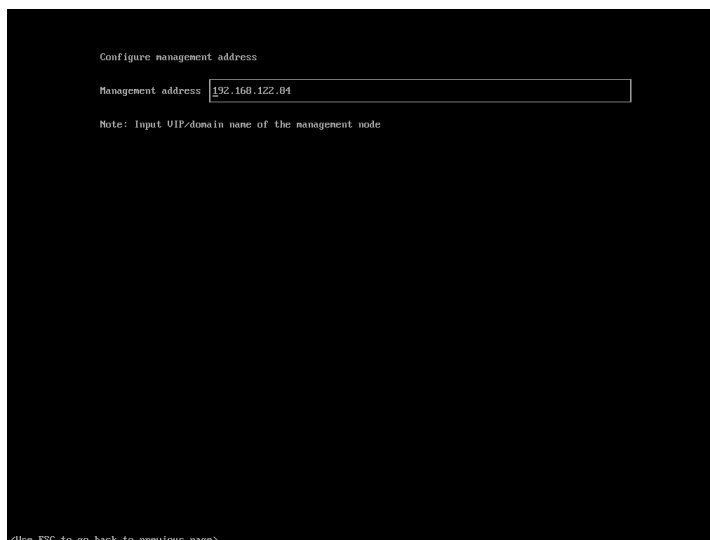 Configure management address
Management address 192.168.122.84
Note: Input VIP/domain name of the management node
<Use ESC to go back to previous page>